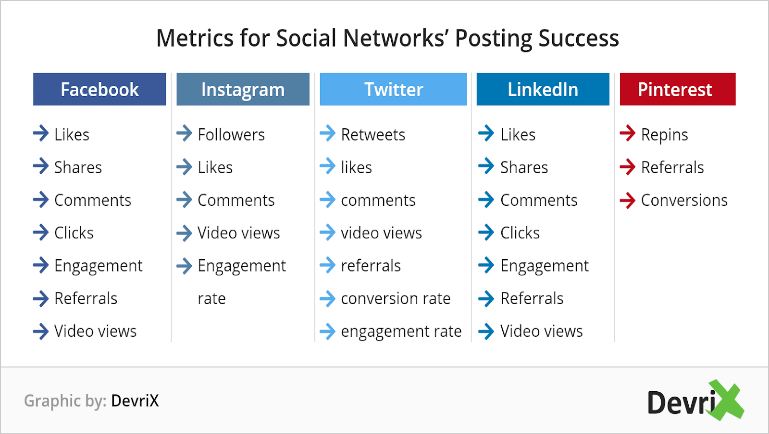 Metrics for Social Networks’ Posting Success
Facebook
Likes
Shares
Comments
Clicks
Engagement
Referrals
Video views
Instagram
Followers
Likes
Comments
Video views
Engagement
rate
Twitter
Retweets
likes
comments
video views
referrals
conversion rate
engagement rate
LinkedIn
Likes
Shares
Comments
Clicks
Engagement
Referrals
Video views
Pinterest
Repins
Referrals
Conversions
Graphic by: DevriX
DevriX